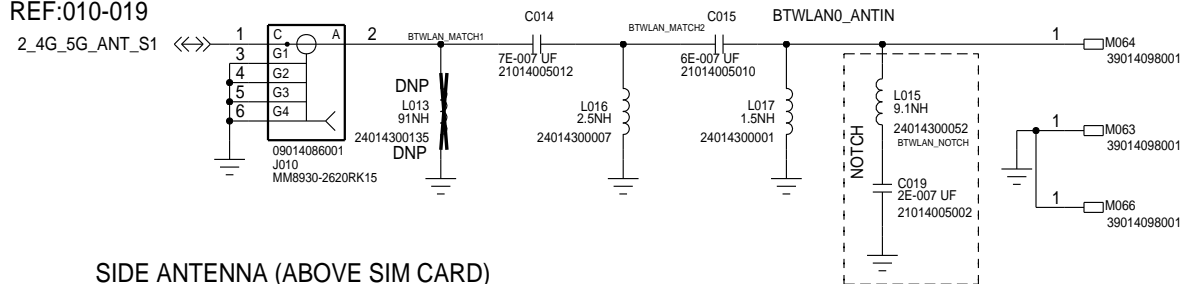 REF:010-019
2_4G_5G_ANT_S1
1
C
A
2
3
G1
4
G2
5
G3
6
G4
09014086001
J010
MM8930-2620RK15
BTWLAN_MATCH1
DNP
L013
91NH
24014300135
DNP
C014
7E-007 UF
21014005012
BTWLAN_MATCH2
L016
2.5NH
24014300007
C015
6E-007 UF
21014005010
L017
1.5NH
24014300001
BTWLAN0_ANTIN
NOTCH
L015
9.1NH
24014300052
BTWLAN_NOTCH
C019
2E-007 UF
21014005002
1
M064
39014098001
1
M063
39014098001
1
M066
39014098001
SIDE ANTENNA (ABOVE SIM CARD)